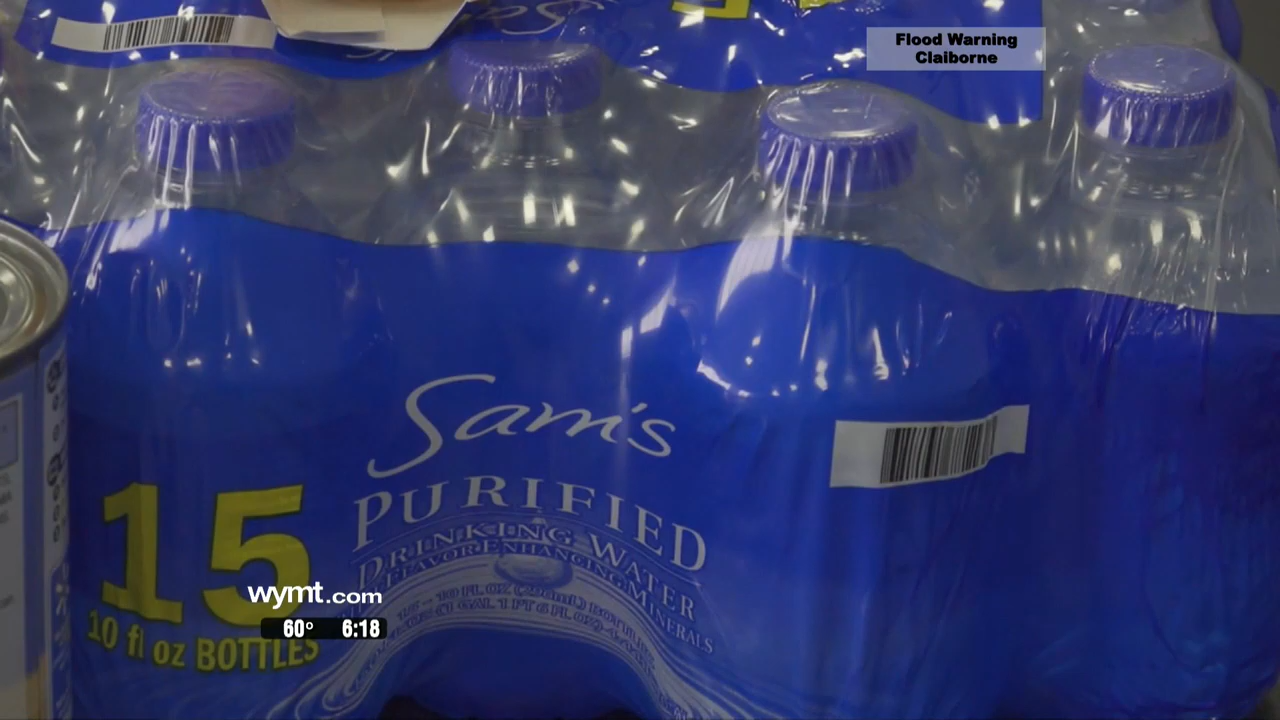 Flood Warning
Claiborne
Sam's
PURIFIED
DRINKING WATER
FLAVOR ENHANCING MINERALS
15
10 fl oz BOTTLES
wymt.com
60° 6:18